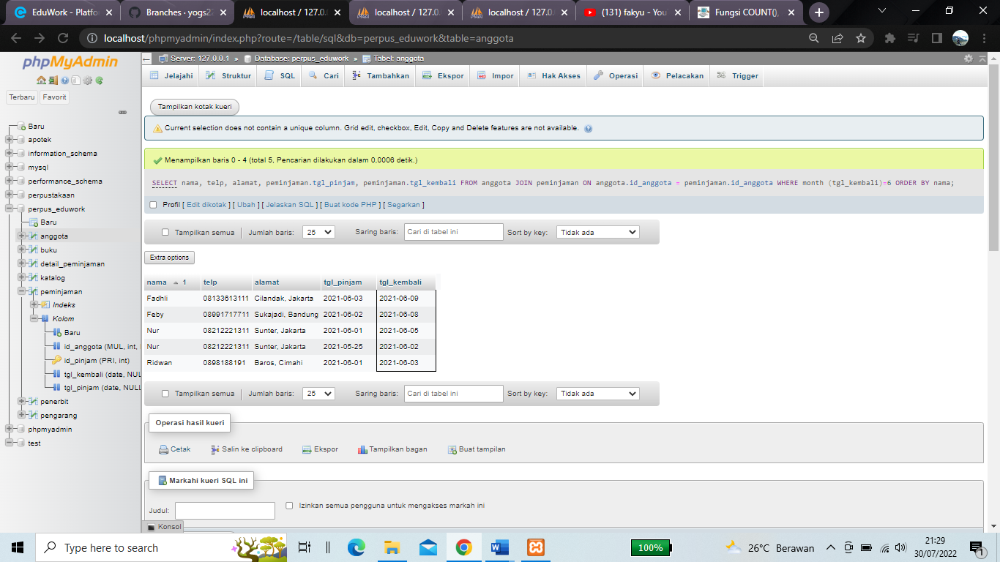 EduWork - Platfo
Branches · yogs22
localhost / 127.0.
localhost / 127.0.
localhost / 127.0.
(131) fakyu - You
Fungsi COUNT(),
localhost/phpmyadmin/index.php?route=/table/sql&db=perpus_eduwork&table=anggota
phpMyAdmin
Terbaru Favorit
Baru
apotek
information_schema
mysql
performance_schema
perpustakaan
perpus_eduwork
Baru
anggota
buku
detail_peminjaman
katalog
peminjaman
Indeks
Kolom
Baru
id_anggota (MUL, int,
id_pinjam (PRI, int)
tgl_kembali (date, NUL
tgl_pinjam (date, NULL
penerbit
pengarang
phpmyadmin
test
Server: 127.0.0.1 » Database: perpus_eduwork » Tabel: anggota
Jelajahi Struktur SQL Cari Tambahkan Ekspor Impor Hak Akses Operasi Pelacakan Trigger
Tampilkan kotak kueri
Current selection does not contain a unique column. Grid edit, checkbox, Edit, Copy and Delete features are not available.
Menampilkan baris 0 - 4 (total 5, Pencarian dilakukan dalam 0,0006 detik.)
SELECT nama, telp, alamat, peminjaman.tgl_pinjam, peminjaman.tgl_kembali FROM anggota JOIN peminjaman ON anggota.id_anggota = peminjaman.id_anggota WHERE month (tgl_kembali)=6 ORDER BY nama;
Profil [ Edit dikotak ] [ Ubah ] [ Jelaskan SQL ] [ Buat kode PHP ] [ Segarkan ]
Tampilkan semua Jumlah baris: 25 Saring baris: Cari di tabel ini Sort by key: Tidak ada
Extra options
nama 1 telp alamat tgl_pinjam tgl_kembali
Fadhli 08133613111 Cilandak, Jakarta 2021-06-03 2021-06-09
Feby 08991717711 Sukajadi, Bandung 2021-06-02 2021-06-08
Nur 08212221311 Sunter, Jakarta 2021-06-01 2021-06-05
Nur 08212221311 Sunter, Jakarta 2021-05-25 2021-06-02
Ridwan 0898188191 Baros, Cimahi 2021-06-01 2021-06-03
Tampilkan semua Jumlah baris: 25 Saring baris: Cari di tabel ini Sort by key: Tidak ada
Operasi hasil kueri
Cetak Salin ke clipboard Ekspor Tampilkan bagan Buat tampilan
Markahi kueri SQL ini
Judul: Izinkan semua pengguna untuk mengakses markah ini
Konsol
Type here to search
100%
26°C Berawan
21:29
30/07/2022
1